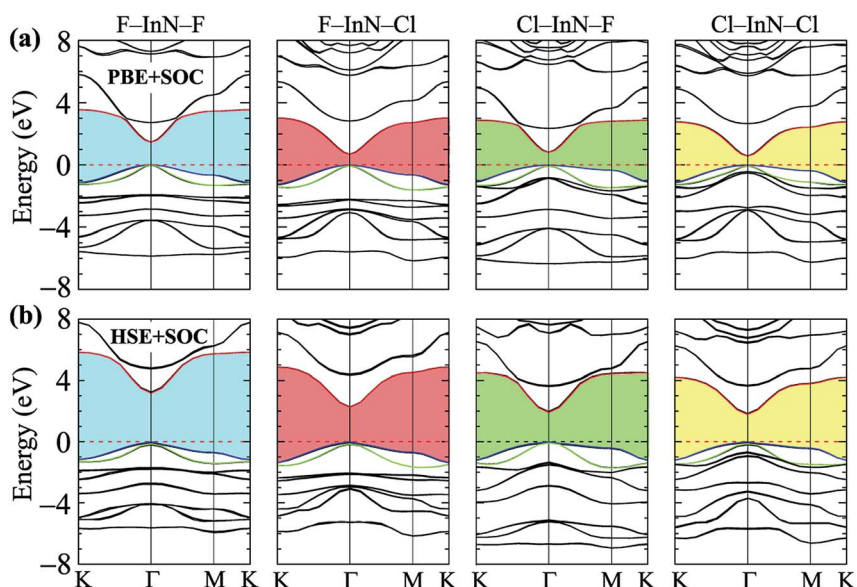 (a) F–InN–F F–InN–Cl Cl–InN–F Cl–InN–Cl
8
PBE+SOC
4
Energy (eV)
0
−4
−8
(b)
8
HSE+SOC
4
Energy (eV)
0
−4
−8
K Γ M K Γ M K Γ M K Γ M K